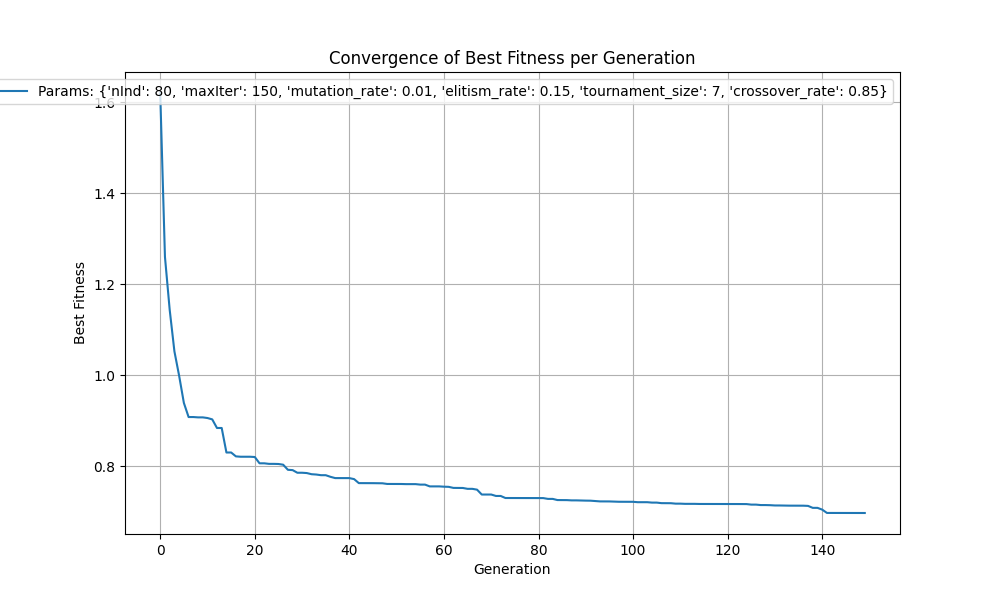 Convergence of Best Fitness per Generation
Params: {'nInd': 80, 'maxIter': 150, 'mutation_rate': 0.01, 'elitism_rate': 0.15, 'tournament_size': 7, 'crossover_rate': 0.85}
1.6
1.4
1.2
1.0
0.8
Best Fitness
0 20 40 60 80 100 120 140
Generation